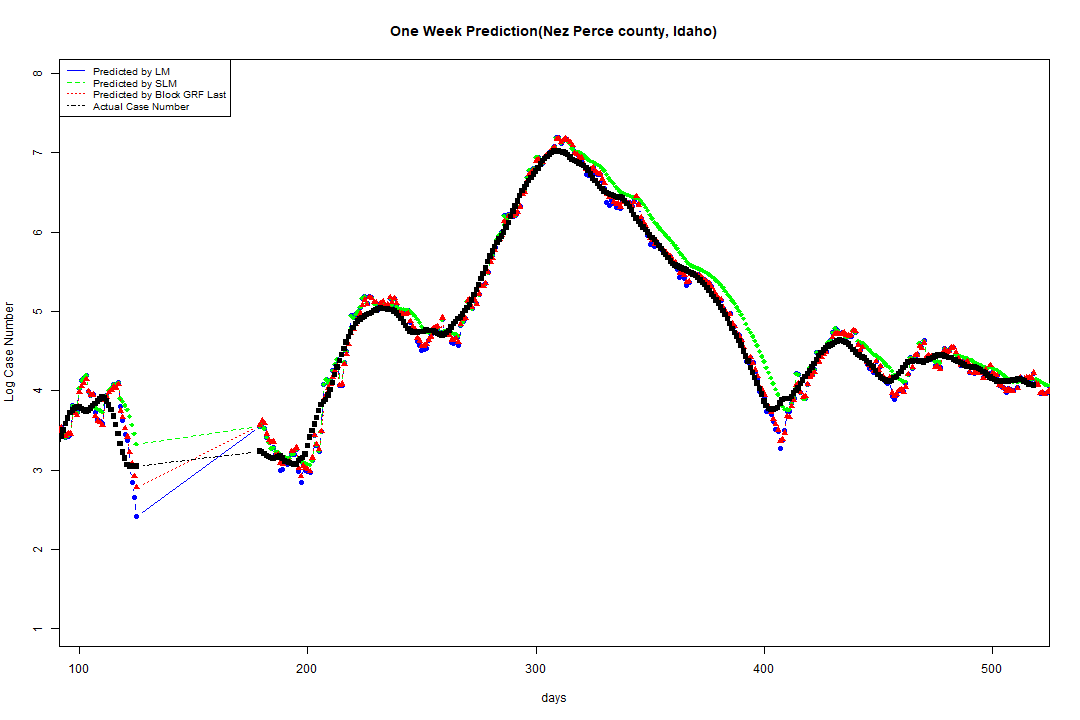 One Week Prediction(Nez Perce county, Idaho)
Predicted by LM
Predicted by SLM
Predicted by Block GRF Last
Actual Case Number
Log Case Number
8
7
6
5
4
3
2
1
100 200 300 400 500
days